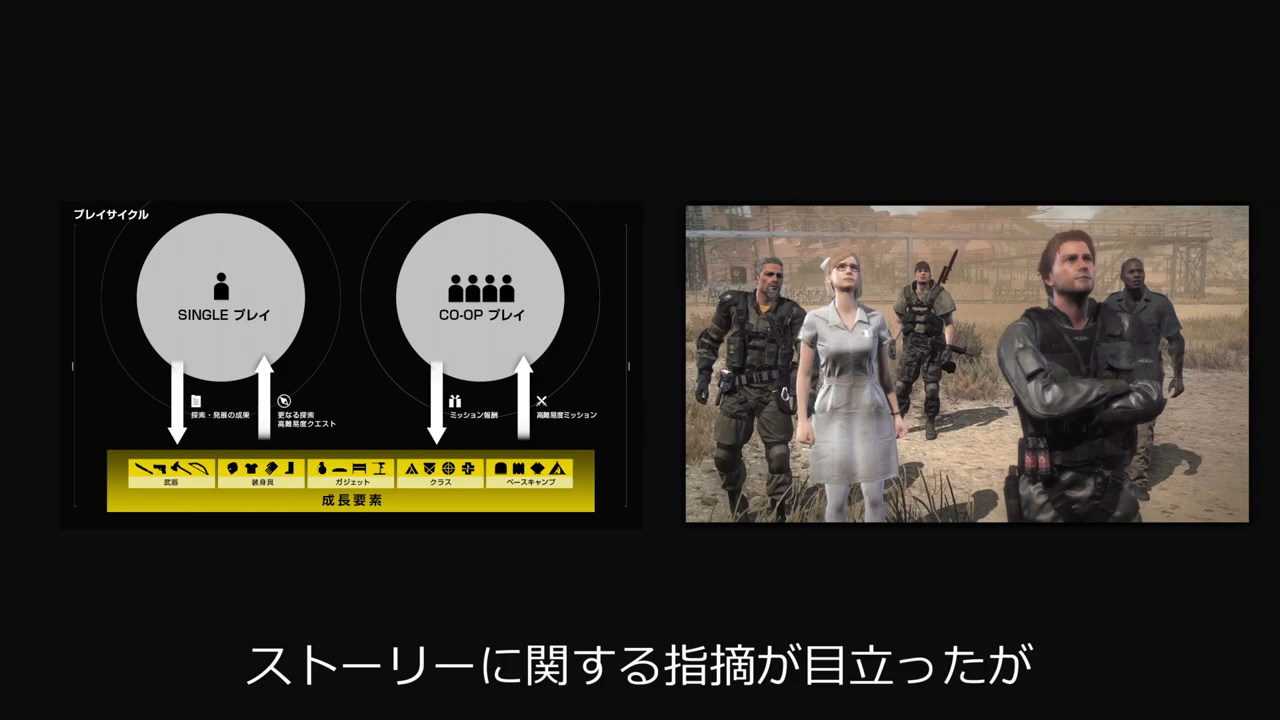 プレイサイクル
SINGLE プレイ
CO-OP プレイ
探索・発展の成果
更なる探索
高難易度クエスト
ミッション報酬
高難易度ミッション
武器
装身具
ガジェット
クラス
ベースキャンプ
成長要素
ストーリーに関する指摘が目立ったが